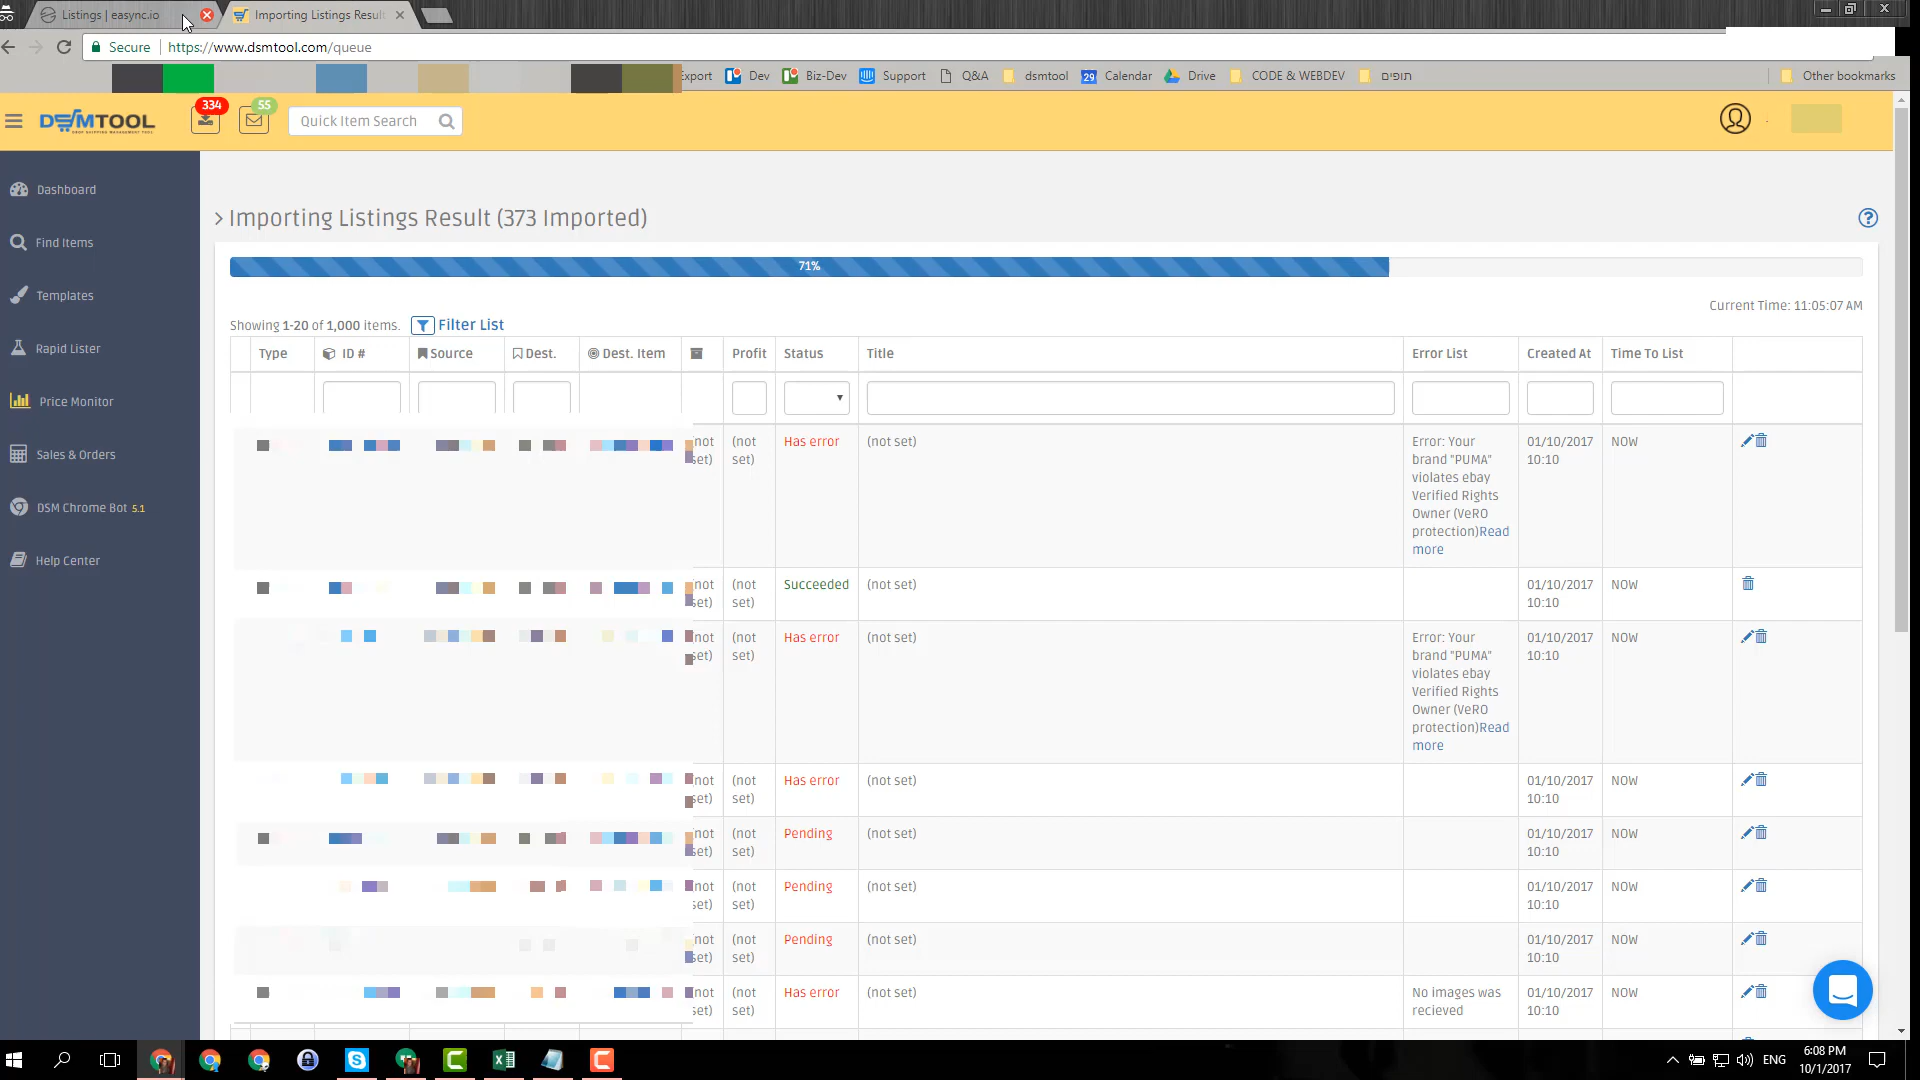 Listings | easync.io
Importing Listings Result
Secure
https://www.dsmtool.com/queue
Export
Dev
Biz-Dev
Support
Q&A
dsmtool
29
Calendar
Drive
CODE & WEBDEV
תופים
Other bookmarks
DSMTOOL
DROP SHIPPING MANAGEMENT TOOL
334
55
Quick Item Search
Dashboard
Find Items
Templates
Rapid Lister
Price Monitor
Sales & Orders
DSM Chrome Bot 5.1
Help Center
> Importing Listings Result (373 Imported)
71%
Current Time: 11:05:07 AM
Showing 1-20 of 1,000 items.
Filter List
Type
ID #
Source
Dest.
Dest. Item
Profit
Status
Title
Error List
Created At
Time To List
not set)
(not set)
Has error
(not set)
Error: Your
brand "PUMA"
violates ebay
Verified Rights
Owner (VeRO
protection)Read
more
01/10/2017
10:10
NOW
not set)
(not set)
Succeeded
(not set)
01/10/2017
10:10
NOW
not set)
(not set)
Has error
(not set)
Error: Your
brand "PUMA"
violates ebay
Verified Rights
Owner (VeRO
protection)Read
more
01/10/2017
10:10
NOW
not set)
(not set)
Has error
(not set)
01/10/2017
10:10
NOW
not set)
(not set)
Pending
(not set)
01/10/2017
10:10
NOW
not set)
(not set)
Pending
(not set)
01/10/2017
10:10
NOW
not set)
(not set)
Pending
(not set)
01/10/2017
10:10
NOW
not set)
(not set)
Has error
(not set)
No images was
recieved
01/10/2017
10:10
NOW
ENG
6:08 PM
10/1/2017